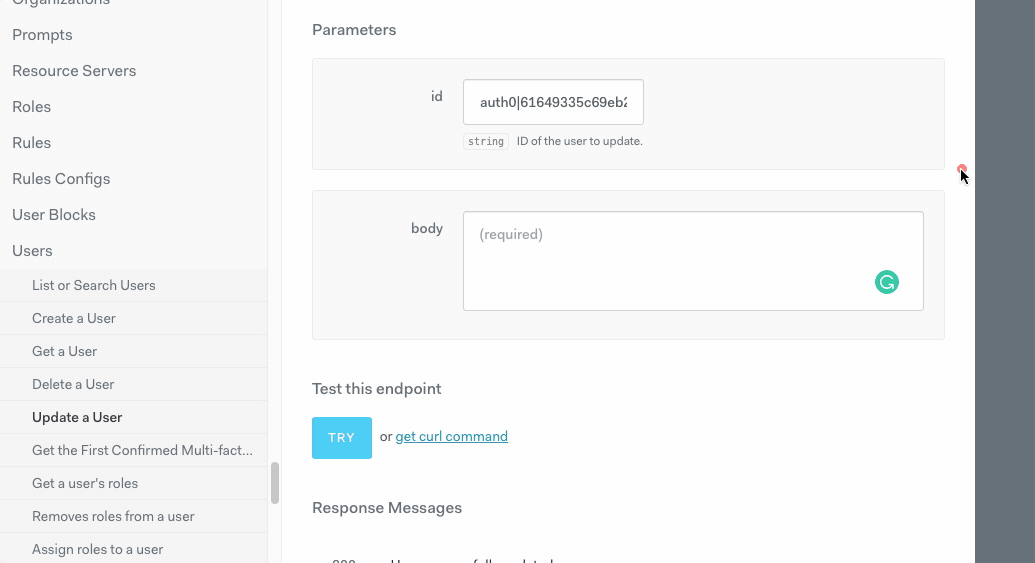 Organizations
Prompts
Resource Servers
Roles
Rules
Rules Configs
User Blocks
Users
List or Search Users
Create a User
Get a User
Delete a User
Update a User
Get the First Confirmed Multi-fact...
Get a user's roles
Removes roles from a user
Assign roles to a user
Parameters
id
auth0|61649335c69eb2
string ID of the user to update.
body
(required)
Test this endpoint
TRY or get curl command
Response Messages